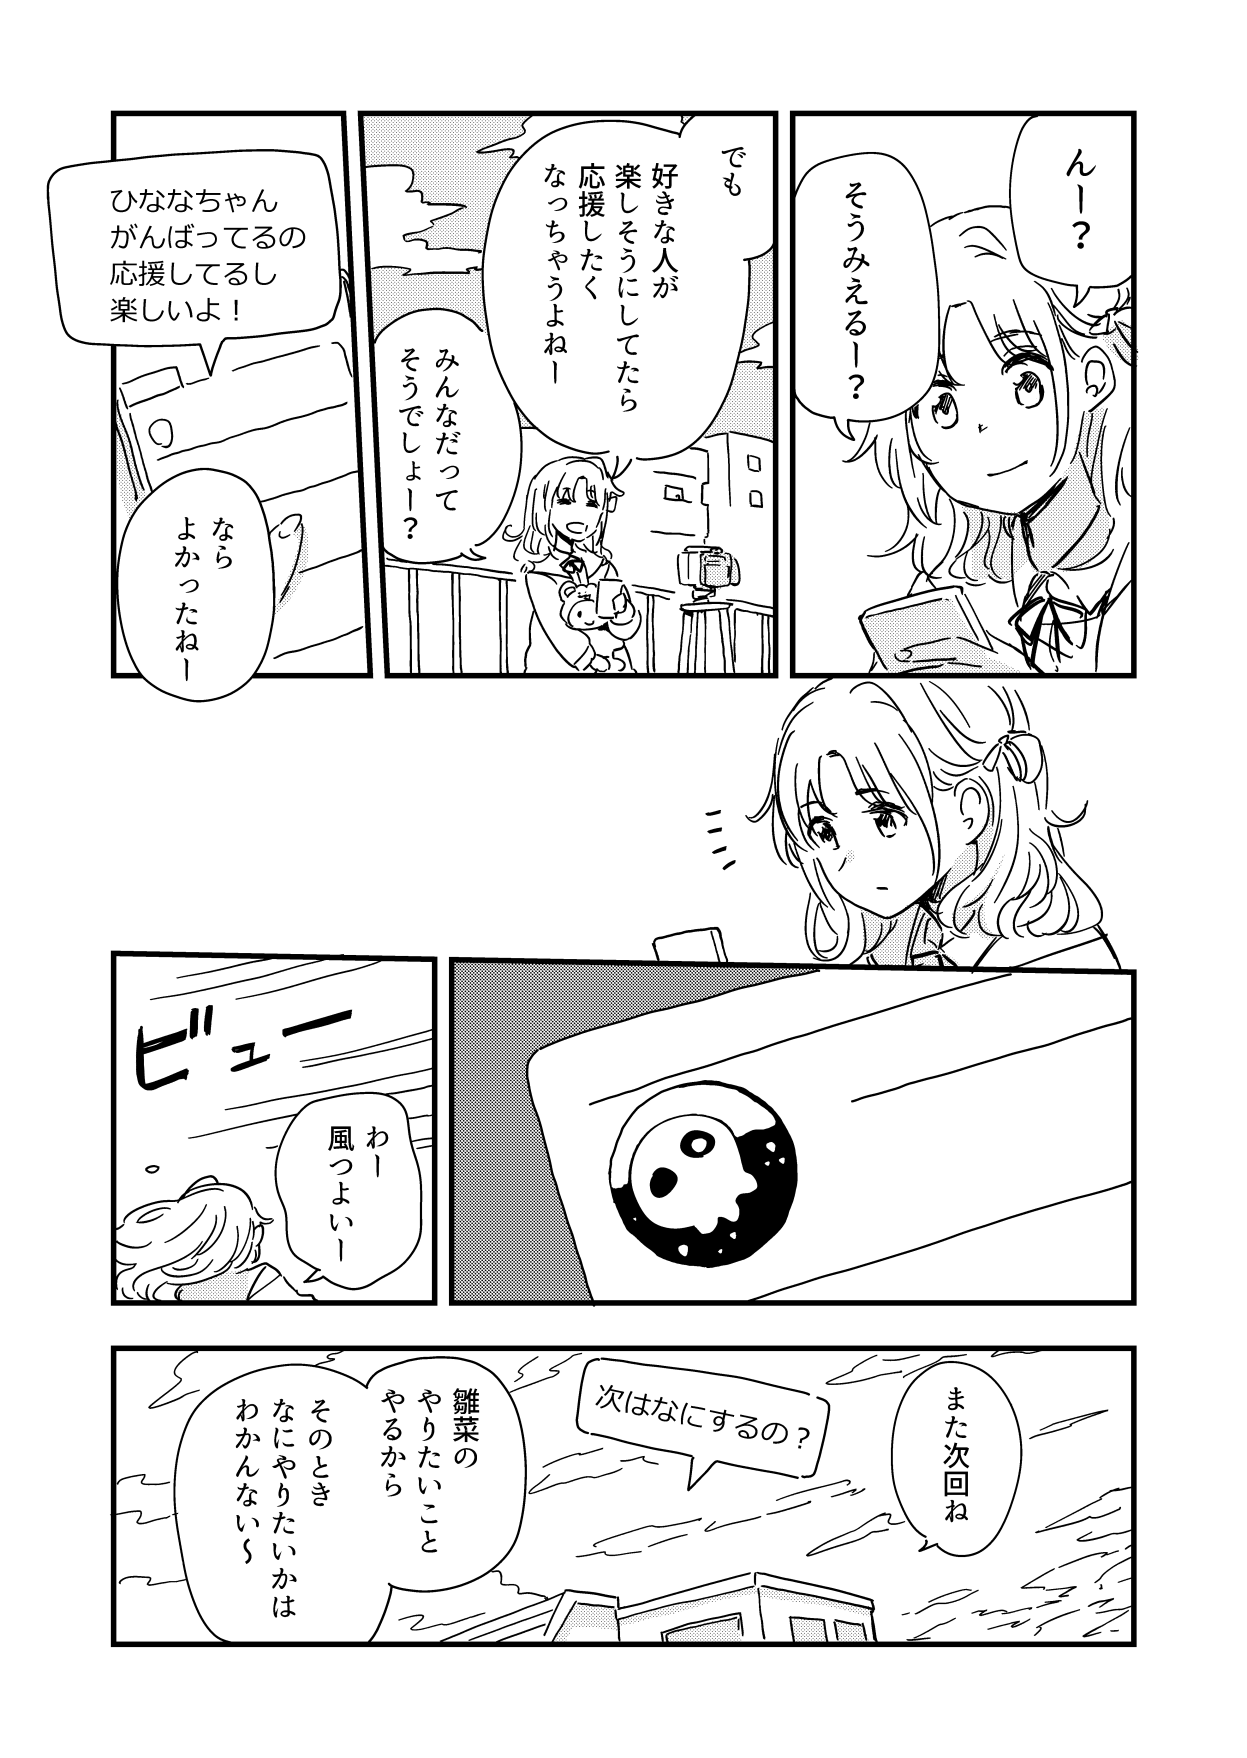 んー？
そうみえるー？
でも
好きな人が
楽しそうにしてたら
応援したく
なっちゃうよねー
みんなだって
そうでしょー？
ひななちゃん
がんばってるの
応援してるし
楽しいよ！
なら
よかったねー
ビュー
わー
風つよいー
また次回ね
次はなにするの？
雛菜の
やりたいこと
やるから
そのとき
なにやりたいかは
わかんない～